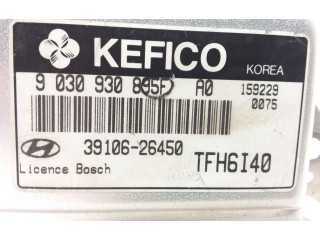 KEFICO
KOREA
9 030 930 895F A0 159229
0075
39106-26450
TFH6I40
Licence Bosch